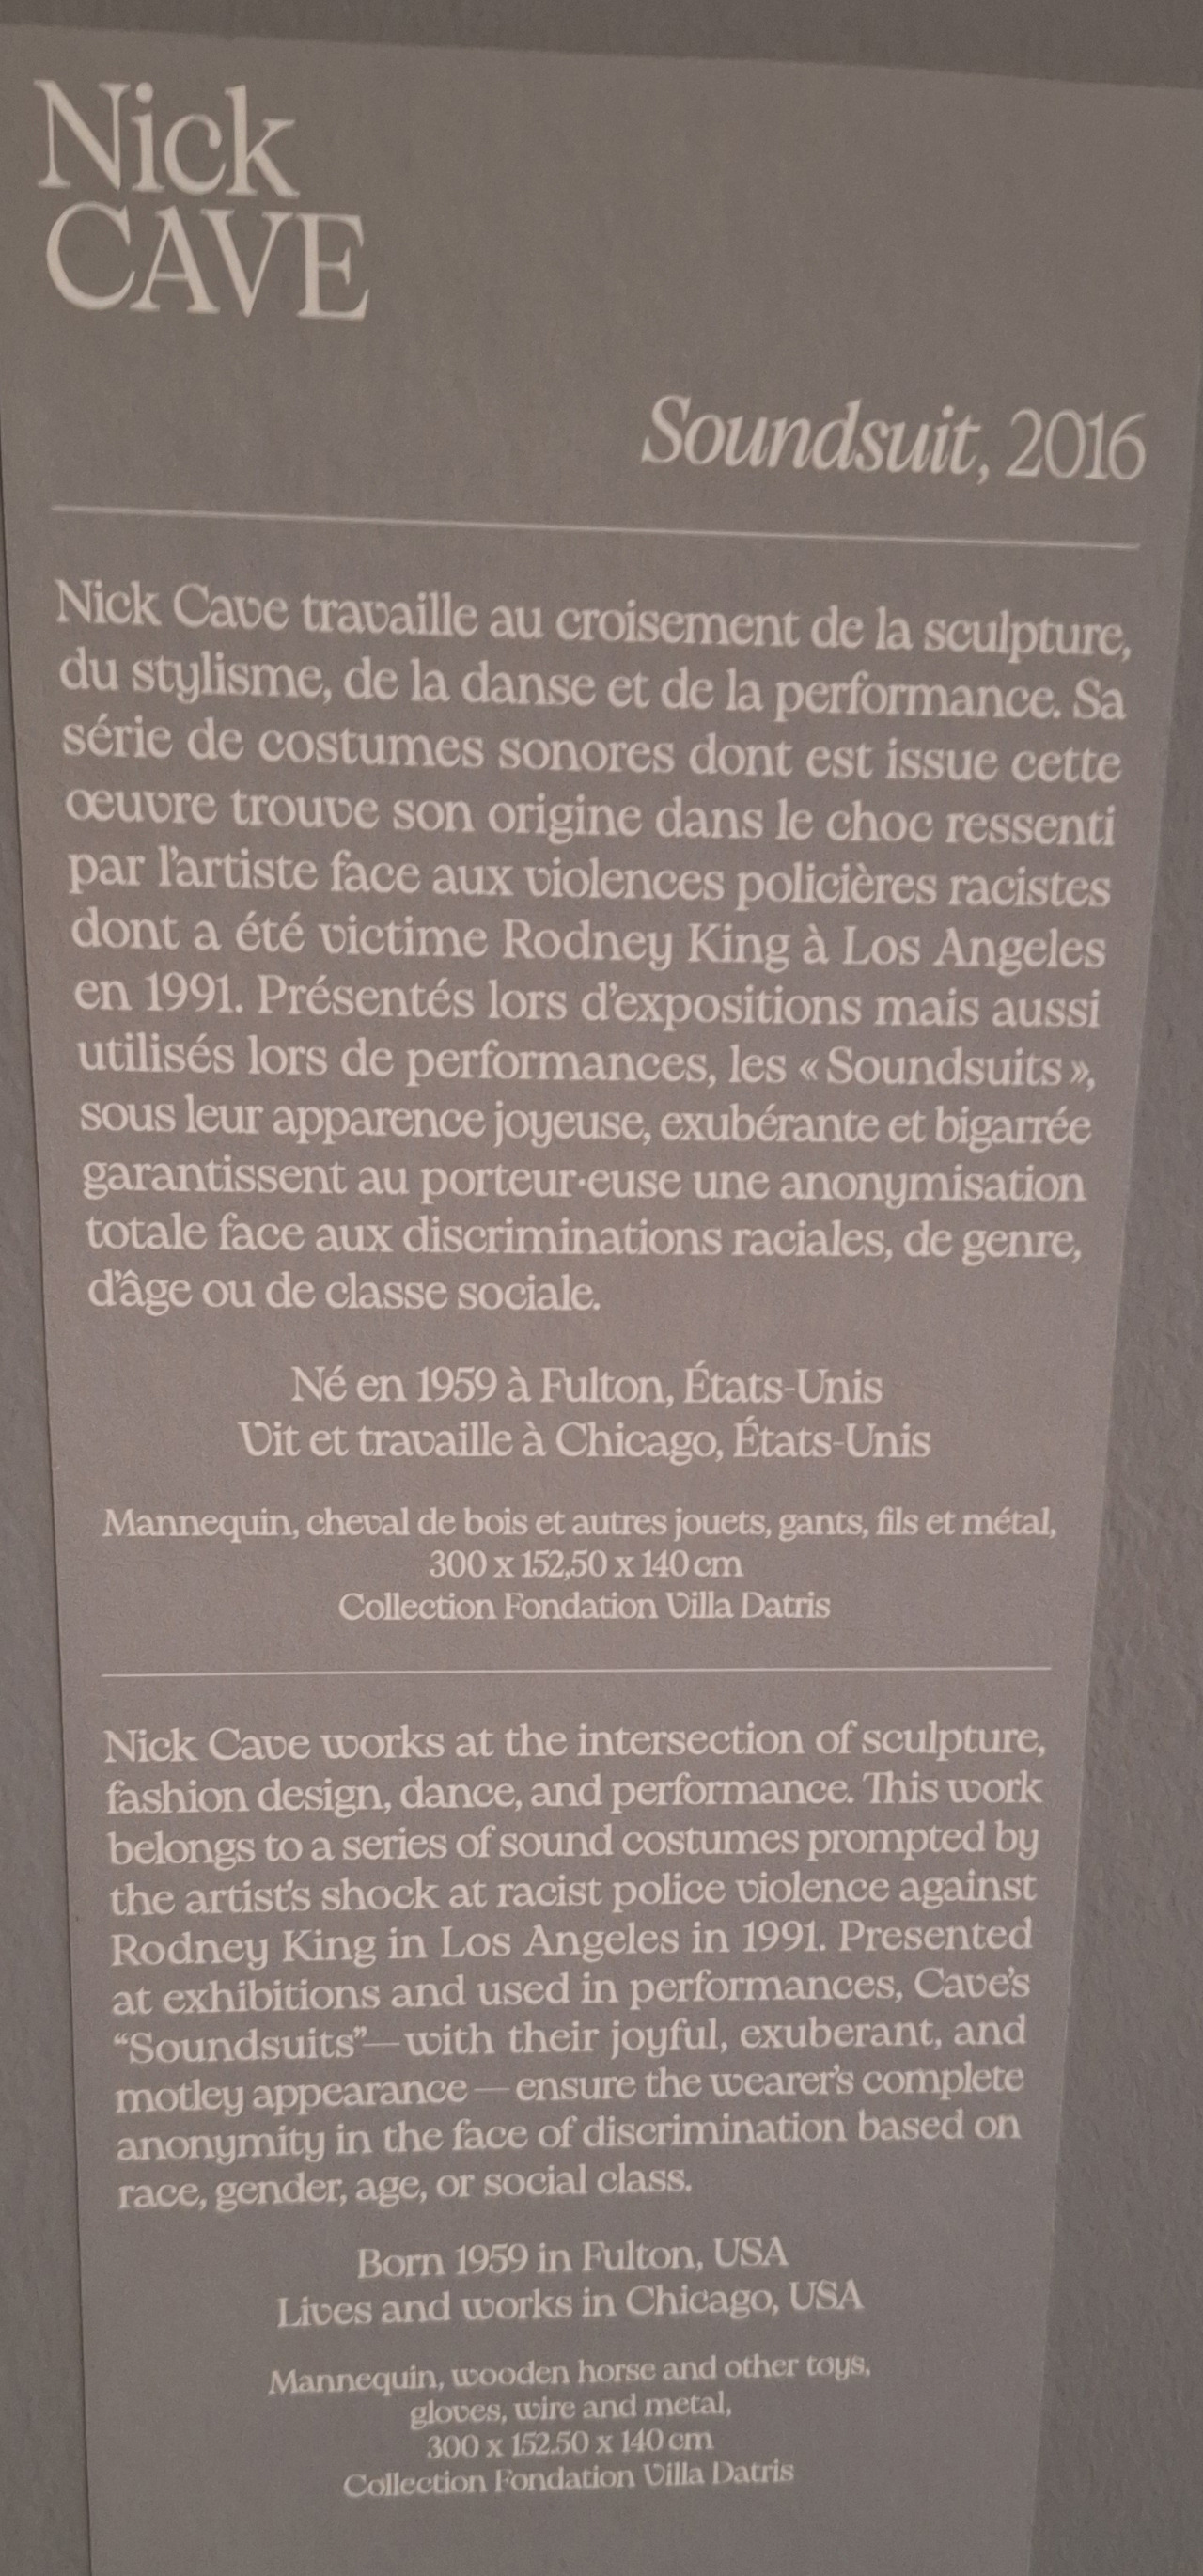 Nick
CAVE
Soundsuit, 2016
Nick Cave travaille au croisement de la sculpture,
du stylisme, de la danse et de la performance. Sa
série de costumes sonores dont est issue cette
œuvre trouve son origine dans le choc ressenti
par l’artiste face aux violences policières racistes
dont a été victime Rodney King à Los Angeles
en 1991. Présentés lors d’expositions mais aussi
utilisés lors de performances, les « Soundsuits »,
sous leur apparence joyeuse, exubérante et bigarrée
garantissent au porteur·euse une anonymisation
totale face aux discriminations raciales, de genre,
d’âge ou de classe sociale.
Né en 1959 à Fulton, États-Unis
Vit et travaille à Chicago, États-Unis
Mannequin, cheval de bois et autres jouets, gants, fils et métal,
300 x 152,50 x 140 cm
Collection Fondation Villa Datris
Nick Cave works at the intersection of sculpture,
fashion design, dance, and performance. This work
belongs to a series of sound costumes prompted by
the artist’s shock at racist police violence against
Rodney King in Los Angeles in 1991. Presented
at exhibitions and used in performances, Cave’s
“Soundsuits”—with their joyful, exuberant, and
motley appearance — ensure the wearer’s complete
anonymity in the face of discrimination based on
race, gender, age, or social class.
Born 1959 in Fulton, USA
Lives and works in Chicago, USA
Mannequin, wooden horse and other toys,
gloves, wire and metal,
300 x 152.50 x 140 cm
Collection Fondation Villa Datris